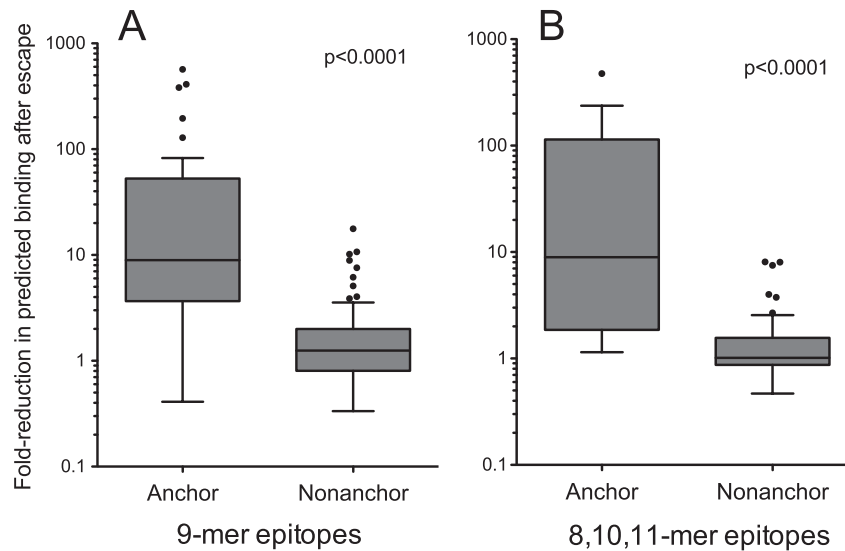 A
B
Fold-reduction in predicted binding after escape
1000
100
10
1
0.1
p<0.0001
Anchor
Nonanchor
9-mer epitopes
1000
100
10
1
0.1
p<0.0001
Anchor
Nonanchor
8,10,11-mer epitopes